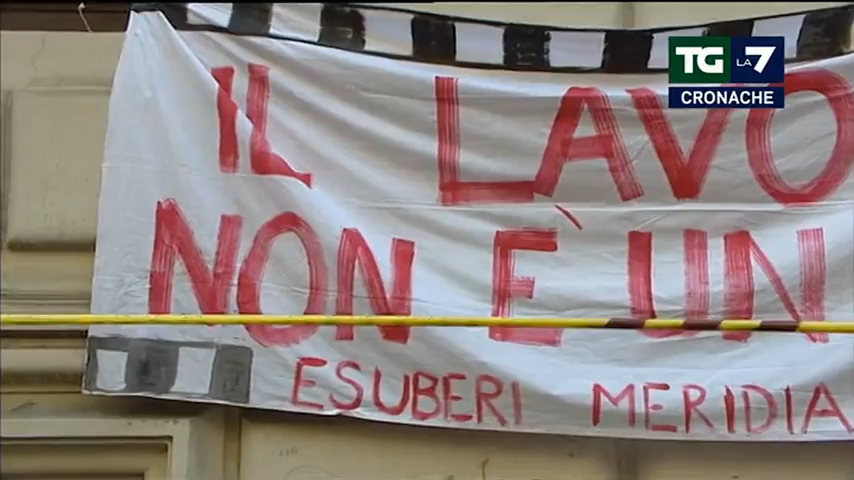 TG LA 7
CRONACHE
IL LAVO
NON È UN
ESUBERI MERIDIA